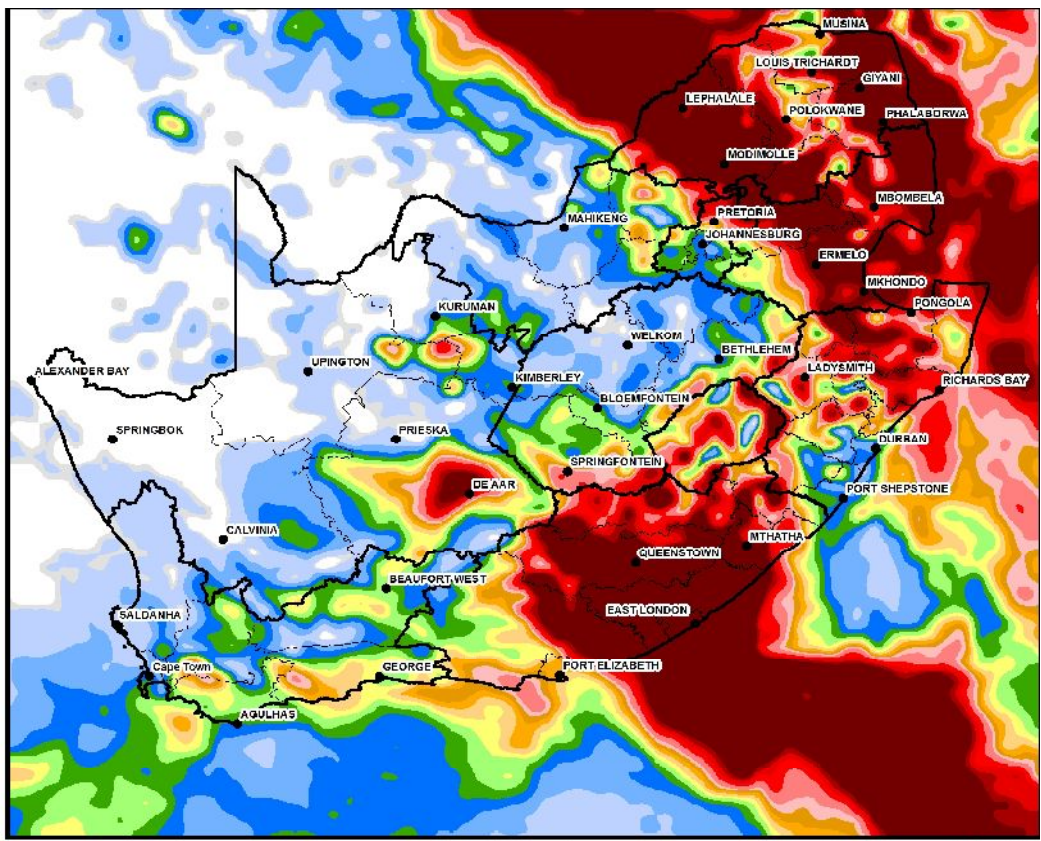 MUSINA
LOUIS TRICHARDT
GIYANI
LEPHALALE
POLOKWANE
PHALABORWA
MODIMOLLE
MBOMBELA
PRETORIA
MAHIKENG
JOHANNESBURG
ERMELO
MKHONDO
PONGOLA
KURUMAN
WELKOM
BETHLEHEM
UPINGTON
LADYSMITH
ALEXANDER BAY
KIMBERLEY
RICHARDS BAY
BLOEMFONTEIN
SPRINGBOK
PRIESKA
DURBAN
SPRINGFONTEIN
DE AAR
PORT SHEPSTONE
CALVINIA
MTHATHA
QUEENSTOWN
BEAUFORT WEST
SALDANHA
EAST LONDON
Cape Town
GEORGE
PORT ELIZABETH
AGULHAS